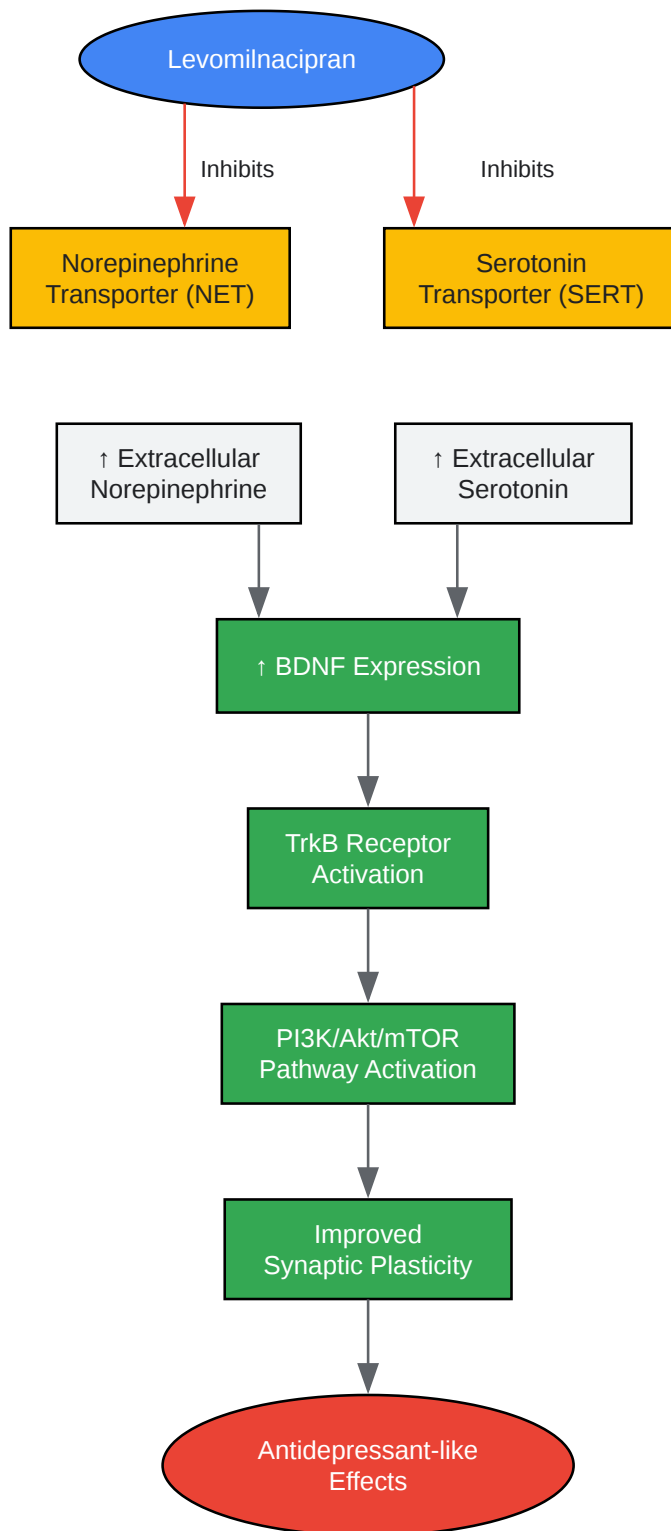 Levomilnacipran
Inhibits
Inhibits
Norepinephrine
Transporter (NET)
Serotonin
Transporter (SERT)
↑ Extracellular
Norepinephrine
↑ Extracellular
Serotonin
↑ BDNF Expression
TrkB Receptor
Activation
PI3K/Akt/mTOR
Pathway Activation
Improved
Synaptic Plasticity
Antidepressant-like
Effects